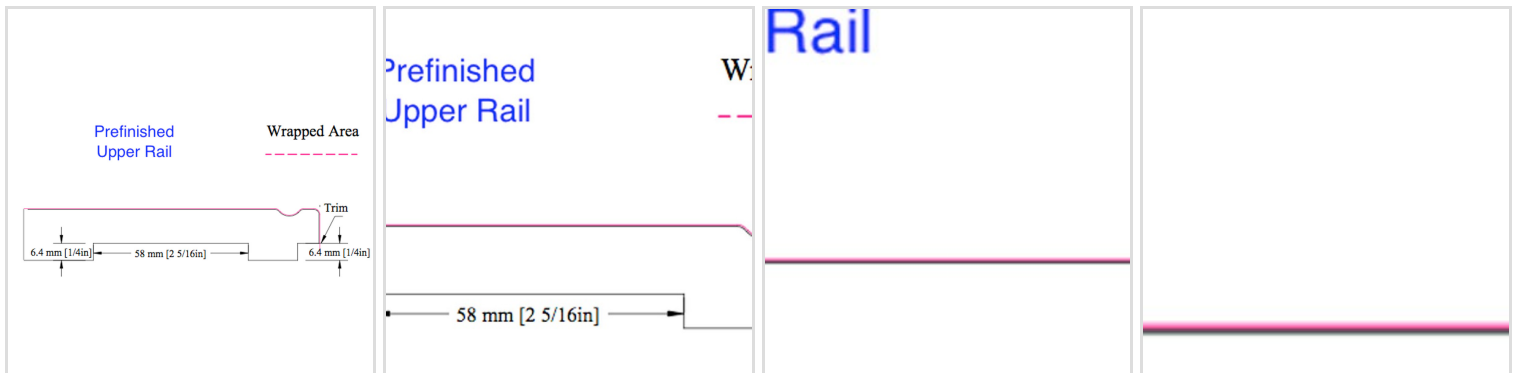 Prefinished
Upper Rail
Wrapped Area
Trim
6.4 mm [1/4in]
58 mm [2 5/16in]
6.4 mm [1/4in]
Prefinished
Upper Rail
58 mm [2 5/16in]
Rail